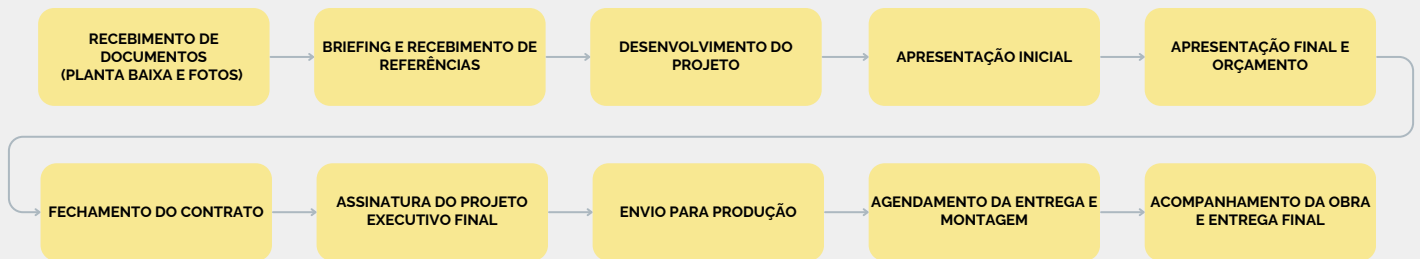 RECEBIMENTO DE
DOCUMENTOS
(PLANTA BAIXA E FOTOS)
BRIEFING E RECEBIMENTO DE
REFERÊNCIAS
DESENVOLVIMENTO DO
PROJETO
APRESENTAÇÃO INICIAL
APRESENTAÇÃO FINAL E
ORÇAMENTO
FECHAMENTO DO CONTRATO
ASSINATURA DO PROJETO
EXECUTIVO FINAL
ENVIO PARA PRODUÇÃO
AGENDAMENTO DA ENTREGA E
MONTAGEM
ACOMPANHAMENTO DA OBRA
E ENTREGA FINAL